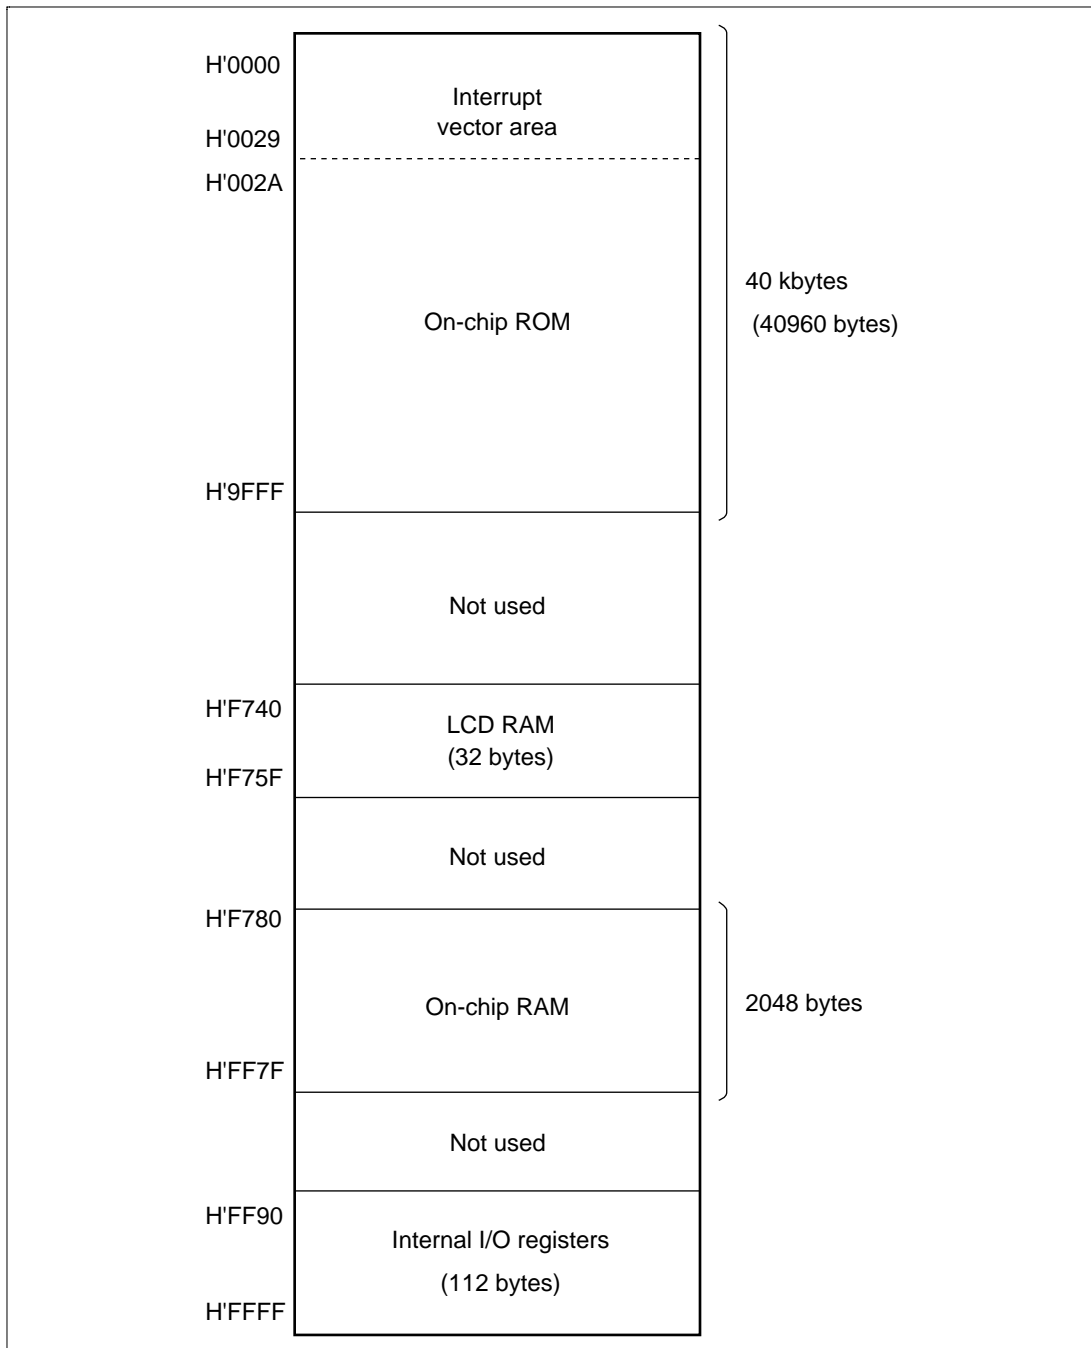 H'0000
Interrupt
vector area
H'0029
H'002A
40 kbytes
(40960 bytes)
On-chip ROM
H'9FFF
Not used
H'F740
LCD RAM
(32 bytes)
H'F75F
Not used
H'F780
On-chip RAM
2048 bytes
H'FF7F
Not used
H'FF90
Internal I/O registers
(112 bytes)
H'FFFF